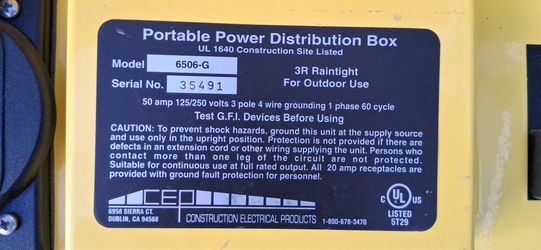 Portable Power Distribution Box
UL 1640 Construction Site Listed
Model 6506-G
3R Raintight
Serial No. 35491
For Outdoor Use
50 amp 125/250 volts 3 pole 4 wire grounding 1 phase 60 cycle
Test G.F.I. Devices Before Using
CAUTION: To prevent shock hazards, ground this unit at the supply source
and use only in the upright position. Protection is not provided if there are
defects in an extension cord or other wiring supplying the unit. Persons who
contact more than one leg of the circuit are not protected.
Suitable for continuous use at full rated output. All 20 amp receptacles are
provided with ground fault protection for personnel.
CEP
6958 SIERRA CT.
DUBLIN, CA 94568
CONSTRUCTION ELECTRICAL PRODUCTS
1-800-678-3470
C UL US
LISTED
5T29